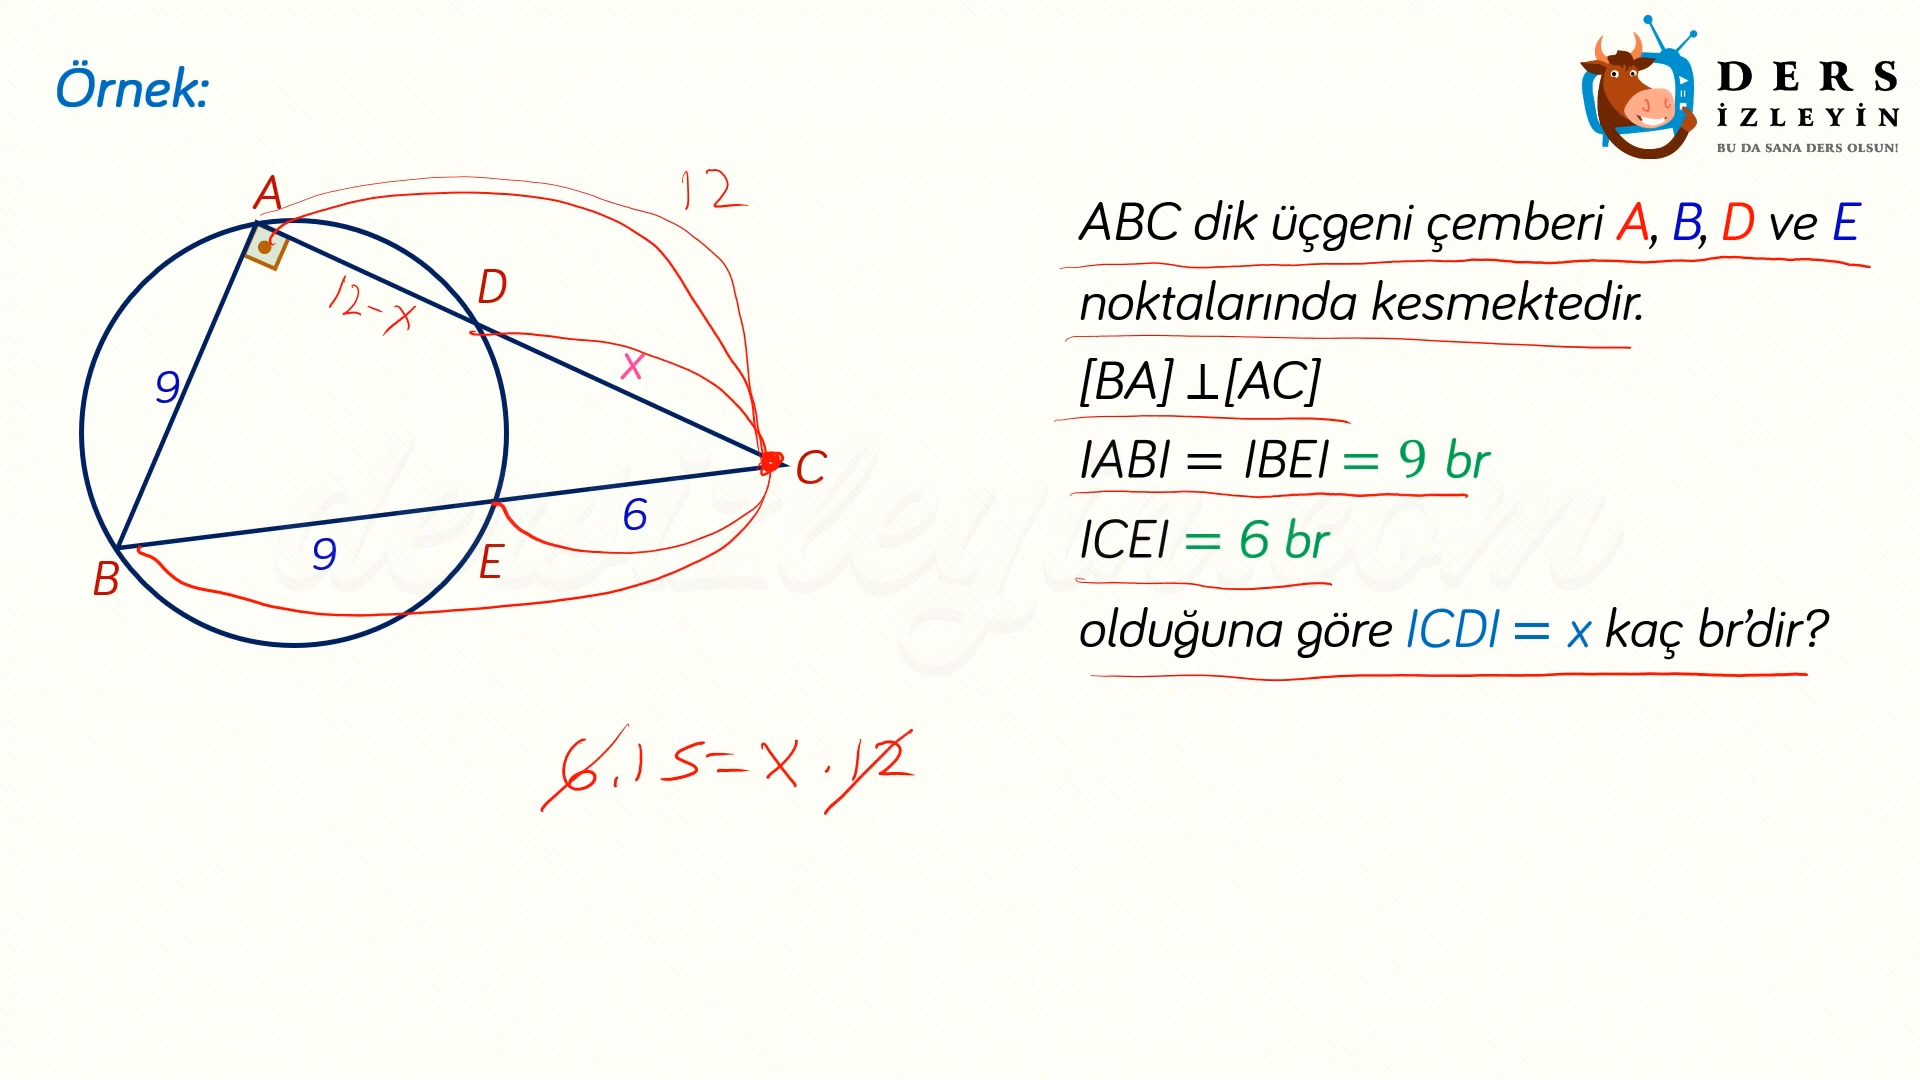 Örnek:
DERS
İZLEYİN
BU DA SANA DERS OLSUN!
A
12
D
12-x
x
9
C
6
9
E
B
ABC dik üçgeni çemberi A, B, D ve E
noktalarında kesmektedir.
[BA] ⊥ [AC]
IABI = IBEI = 9 br
ICEI = 6 br
olduğuna göre ICDI = x kaç br'dir?
6.15=x.12
dersizleyin.com